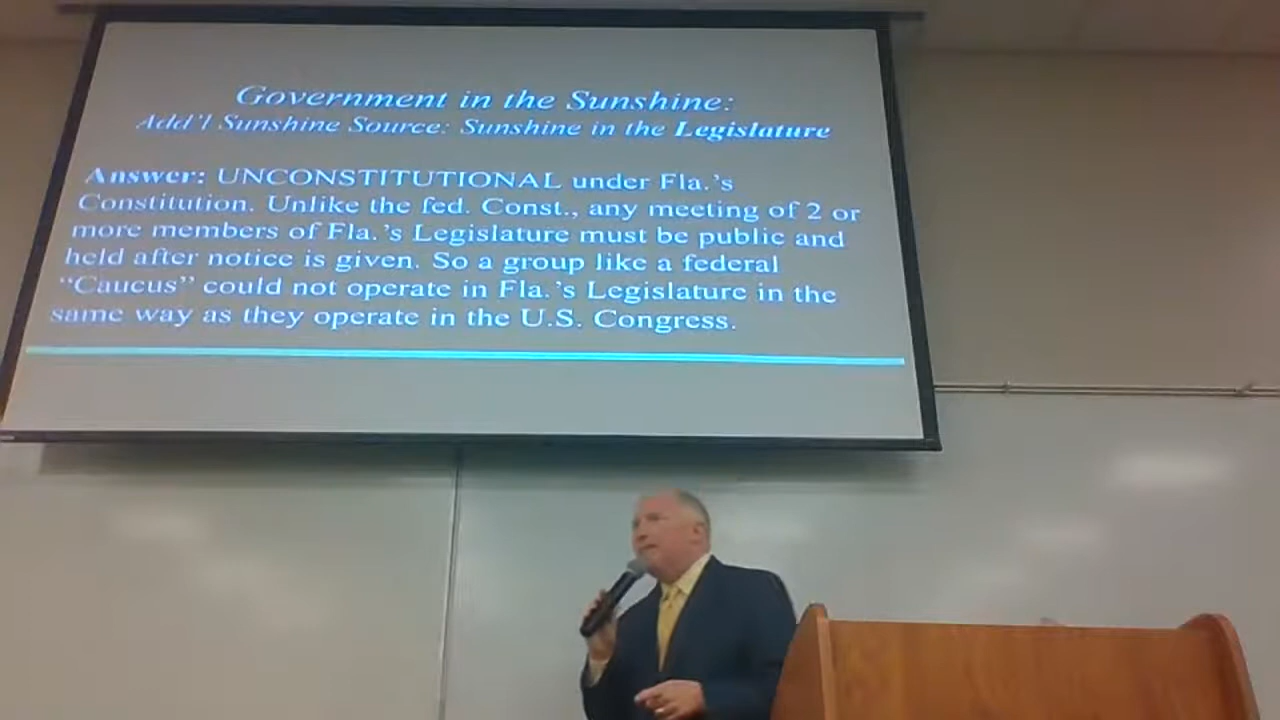 Government in the Sunshine:
Add'l Sunshine Source: Sunshine in the Legislature
Answer: UNCONSTITUTIONAL under Fla.'s
Constitution. Unlike the fed. Const., any meeting of 2 or
more members of Fla.'s Legislature must be public and
held after notice is given. So a group like a federal
"Caucus" could not operate in Fla.'s Legislature in the
same way as they operate in the U.S. Congress.